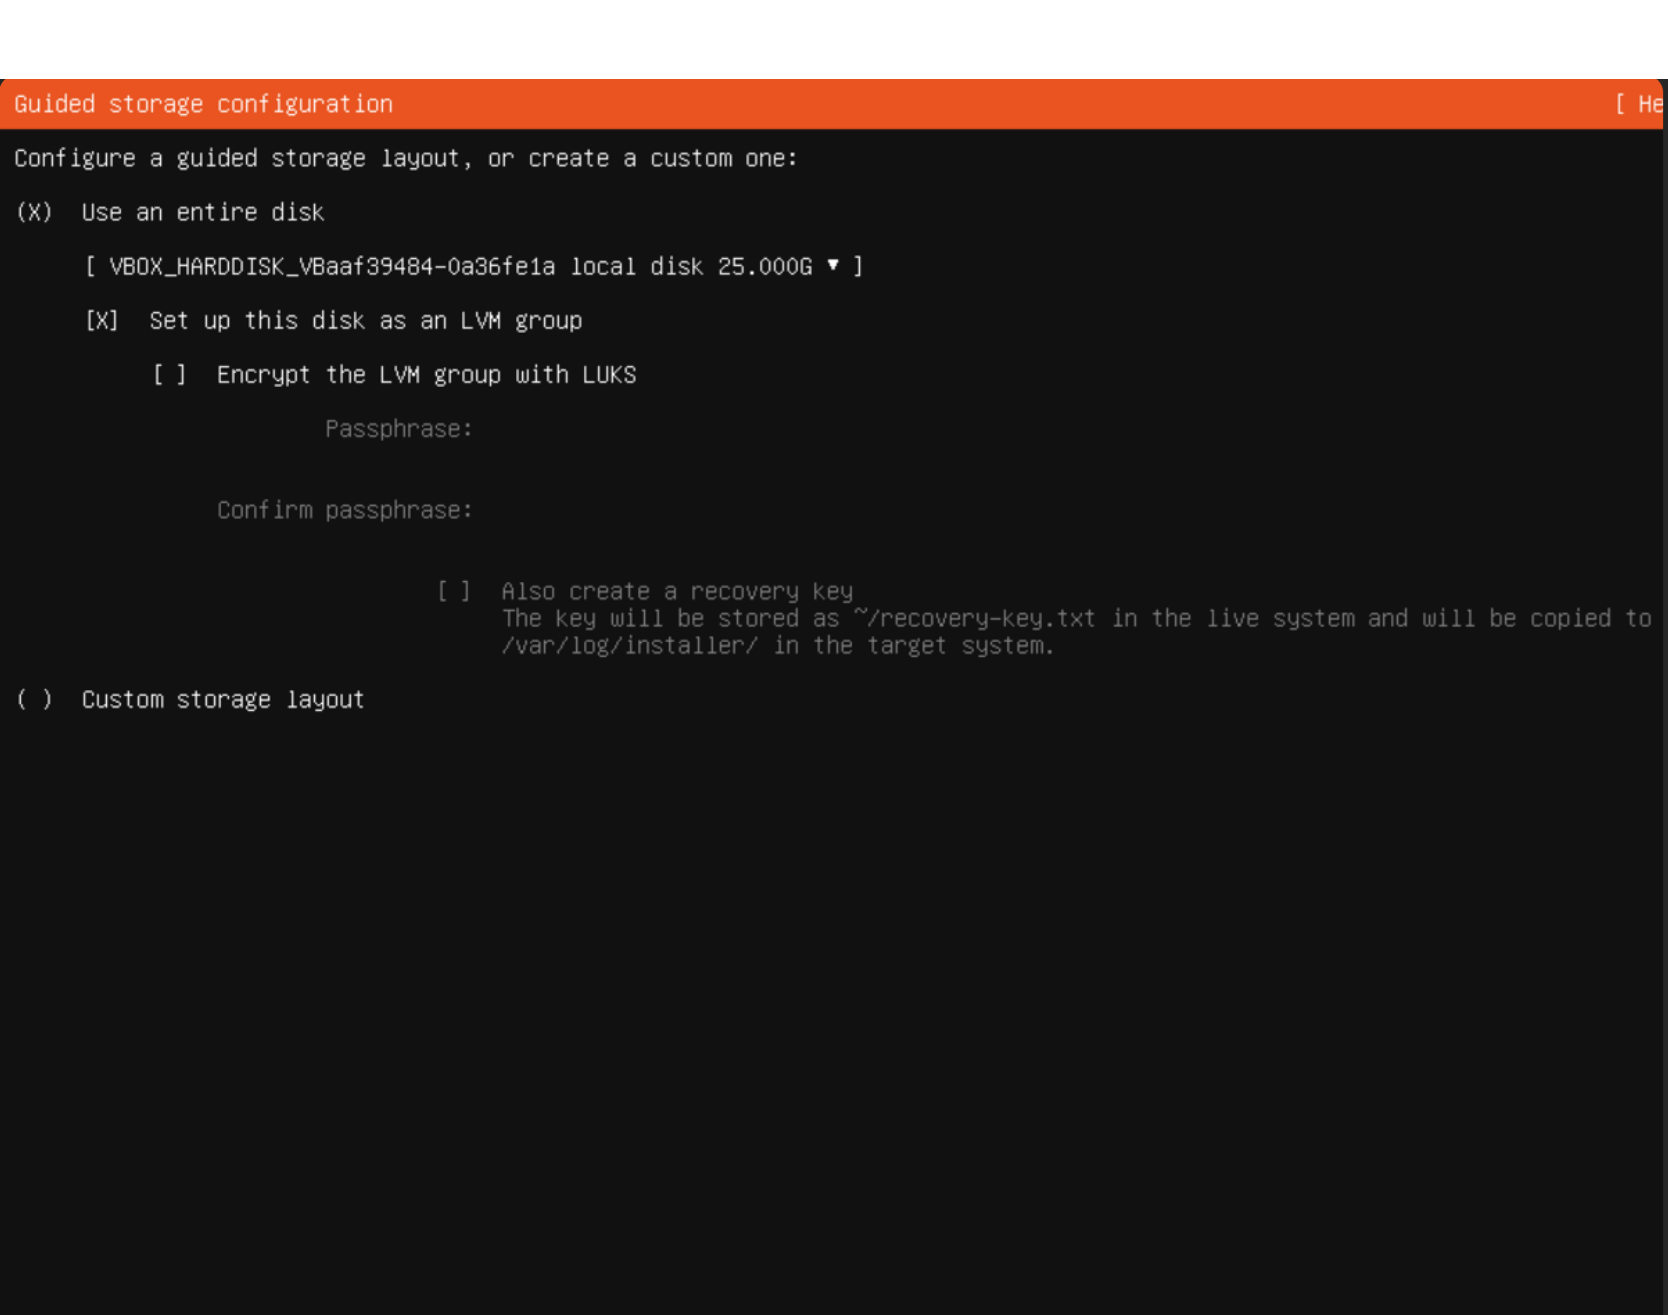 Guided storage configuration [ He
Configure a guided storage layout, or create a custom one:
(X) Use an entire disk
[ VBOX_HARDDISK_VBaaf39484-0a36fe1a local disk 25.000G ▾ ]
[X] Set up this disk as an LVM group
[ ] Encrypt the LVM group with LUKS
Passphrase:
Confirm passphrase:
[ ] Also create a recovery key
The key will be stored as ~/recovery-key.txt in the live system and will be copied to
/var/log/installer/ in the target system.
( ) Custom storage layout